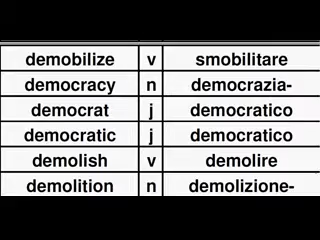 demobilize v smobilitare
democracy n democrazia-
democrat j democratico
democratic j democratico
demolish v demolire
demolition n demolizione-